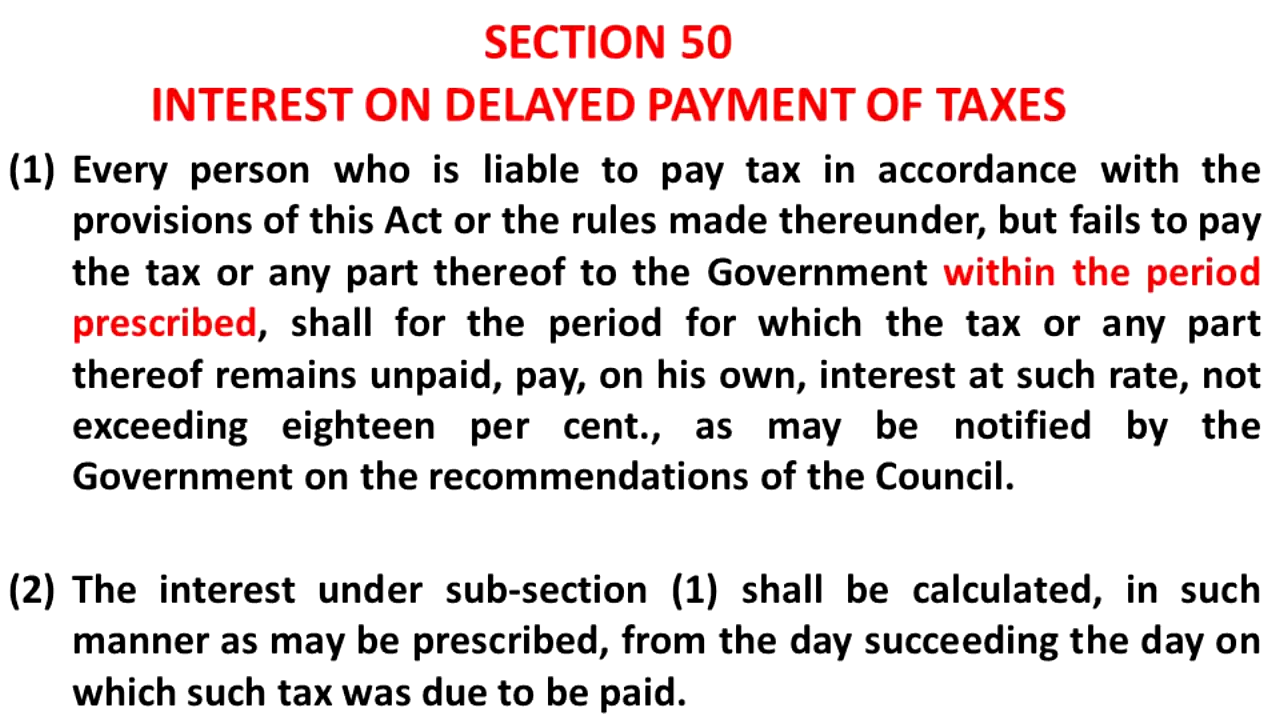 SECTION 50
INTEREST ON DELAYED PAYMENT OF TAXES
(1) Every person who is liable to pay tax in accordance with the
provisions of this Act or the rules made thereunder, but fails to pay
the tax or any part thereof to the Government within the period
prescribed, shall for the period for which the tax or any part
thereof remains unpaid, pay, on his own, interest at such rate, not
exceeding eighteen per cent., as may be notified by the
Government on the recommendations of the Council.
(2) The interest under sub-section (1) shall be calculated, in such
manner as may be prescribed, from the day succeeding the day on
which such tax was due to be paid.